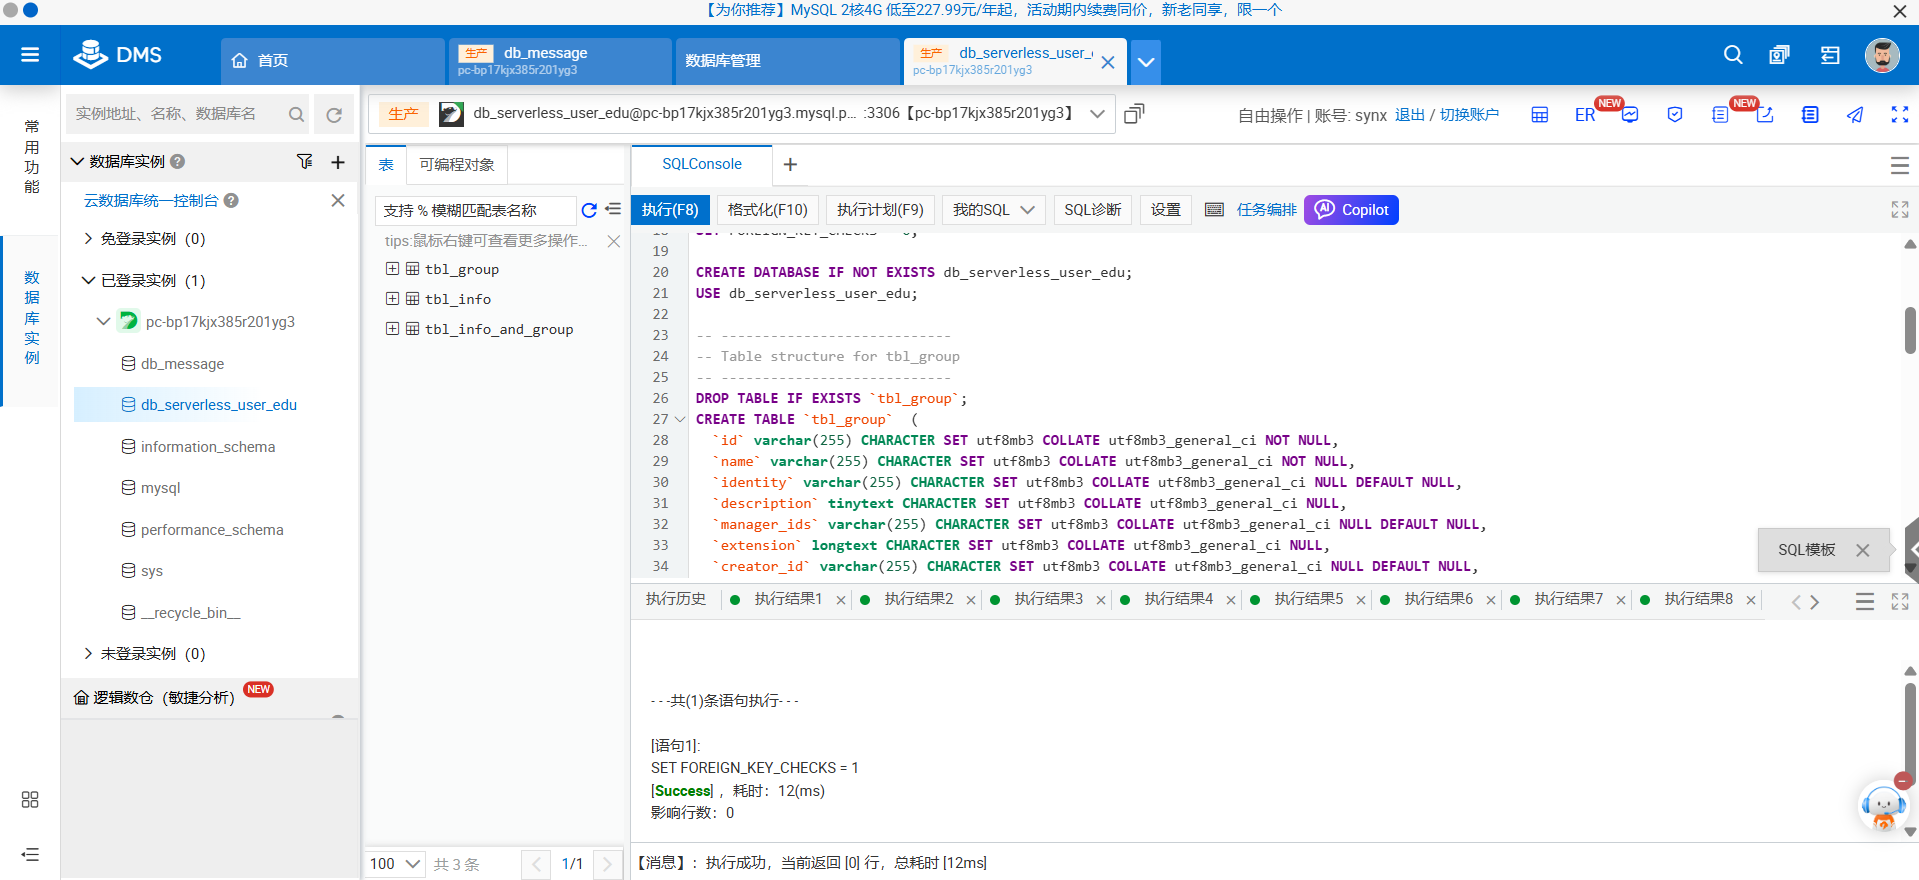 【为你推荐】MySQL 2核4G 低至227.99元/年起，活动期内续费同价，新老同享，限一个
DMS
首页
生产 db_message
pc-bp17kjx385r201yg3
数据库管理
生产 db_serverless_user_
pc-bp17kjx385r201yg3
常用功能
数据库实例
实例地址、名称、数据库名
数据库实例
云数据库统一控制台
免登录实例 (0)
已登录实例 (1)
pc-bp17kjx385r201yg3
db_message
db_serverless_user_edu
information_schema
mysql
performance_schema
sys
__recycle_bin__
未登录实例 (0)
逻辑数仓（敏捷分析） NEW
生产 db_serverless_user_edu@pc-bp17kjx385r201yg3.mysql.p... :3306【pc-bp17kjx385r201yg3】
自由操作 | 账号: synx 退出 / 切换账户
ER NEW NEW
表 可编程对象
支持 % 模糊匹配表名称
tips:鼠标右键可查看更多操作...
tbl_group
tbl_info
tbl_info_and_group
100 共 3 条 1/1
SQLConsole
执行(F8) 格式化(F10) 执行计划(F9) 我的SQL SQL诊断 设置 任务编排 AI Copilot
19
20 CREATE DATABASE IF NOT EXISTS db_serverless_user_edu;
21 USE db_serverless_user_edu;
22
23 -- ----------------------------
24 -- Table structure for tbl_group
25 -- ----------------------------
26 DROP TABLE IF EXISTS `tbl_group`;
27 CREATE TABLE `tbl_group`  (
28 `id` varchar(255) CHARACTER SET utf8mb3 COLLATE utf8mb3_general_ci NOT NULL,
29 `name` varchar(255) CHARACTER SET utf8mb3 COLLATE utf8mb3_general_ci NOT NULL,
30 `identity` varchar(255) CHARACTER SET utf8mb3 COLLATE utf8mb3_general_ci NULL DEFAULT NULL,
31 `description` tinytext CHARACTER SET utf8mb3 COLLATE utf8mb3_general_ci NULL,
32 `manager_ids` varchar(255) CHARACTER SET utf8mb3 COLLATE utf8mb3_general_ci NULL DEFAULT NULL,
33 `extension` longtext CHARACTER SET utf8mb3 COLLATE utf8mb3_general_ci NULL,
34 `creator_id` varchar(255) CHARACTER SET utf8mb3 COLLATE utf8mb3_general_ci NULL DEFAULT NULL,
SQL模板
执行历史 执行结果1 执行结果2 执行结果3 执行结果4 执行结果5 执行结果6 执行结果7 执行结果8
---共(1)条语句执行---
[语句1]:
SET FOREIGN_KEY_CHECKS = 1
[Success]，耗时：12(ms)
影响行数：0
【消息】：执行成功，当前返回 [0] 行，总耗时 [12ms]